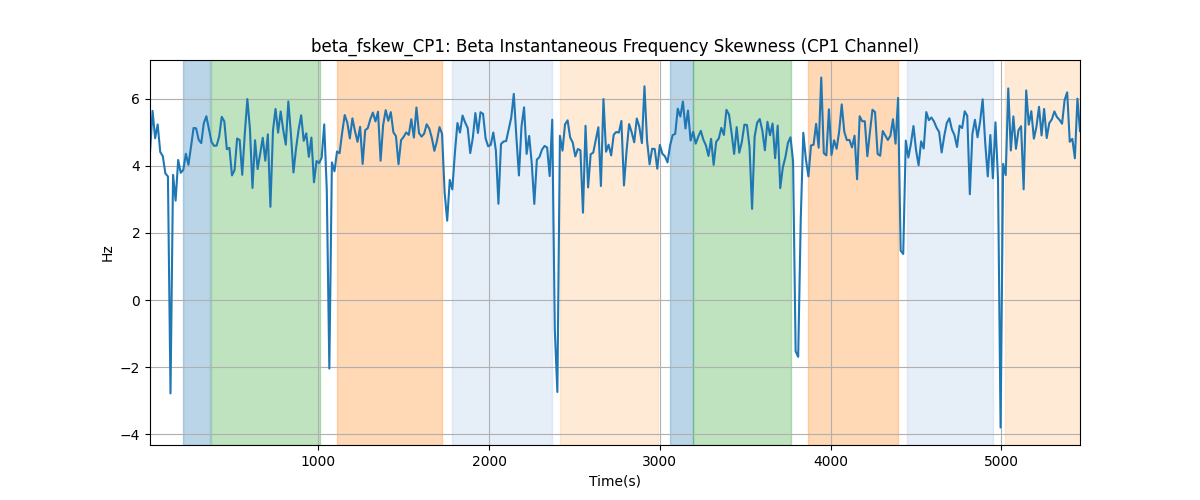 beta_fskew_CP1: Beta Instantaneous Frequency Skewness (CP1 Channel)
6
4
2
0
−2
−4
Hz
1000 2000 3000 4000 5000
Time(s)